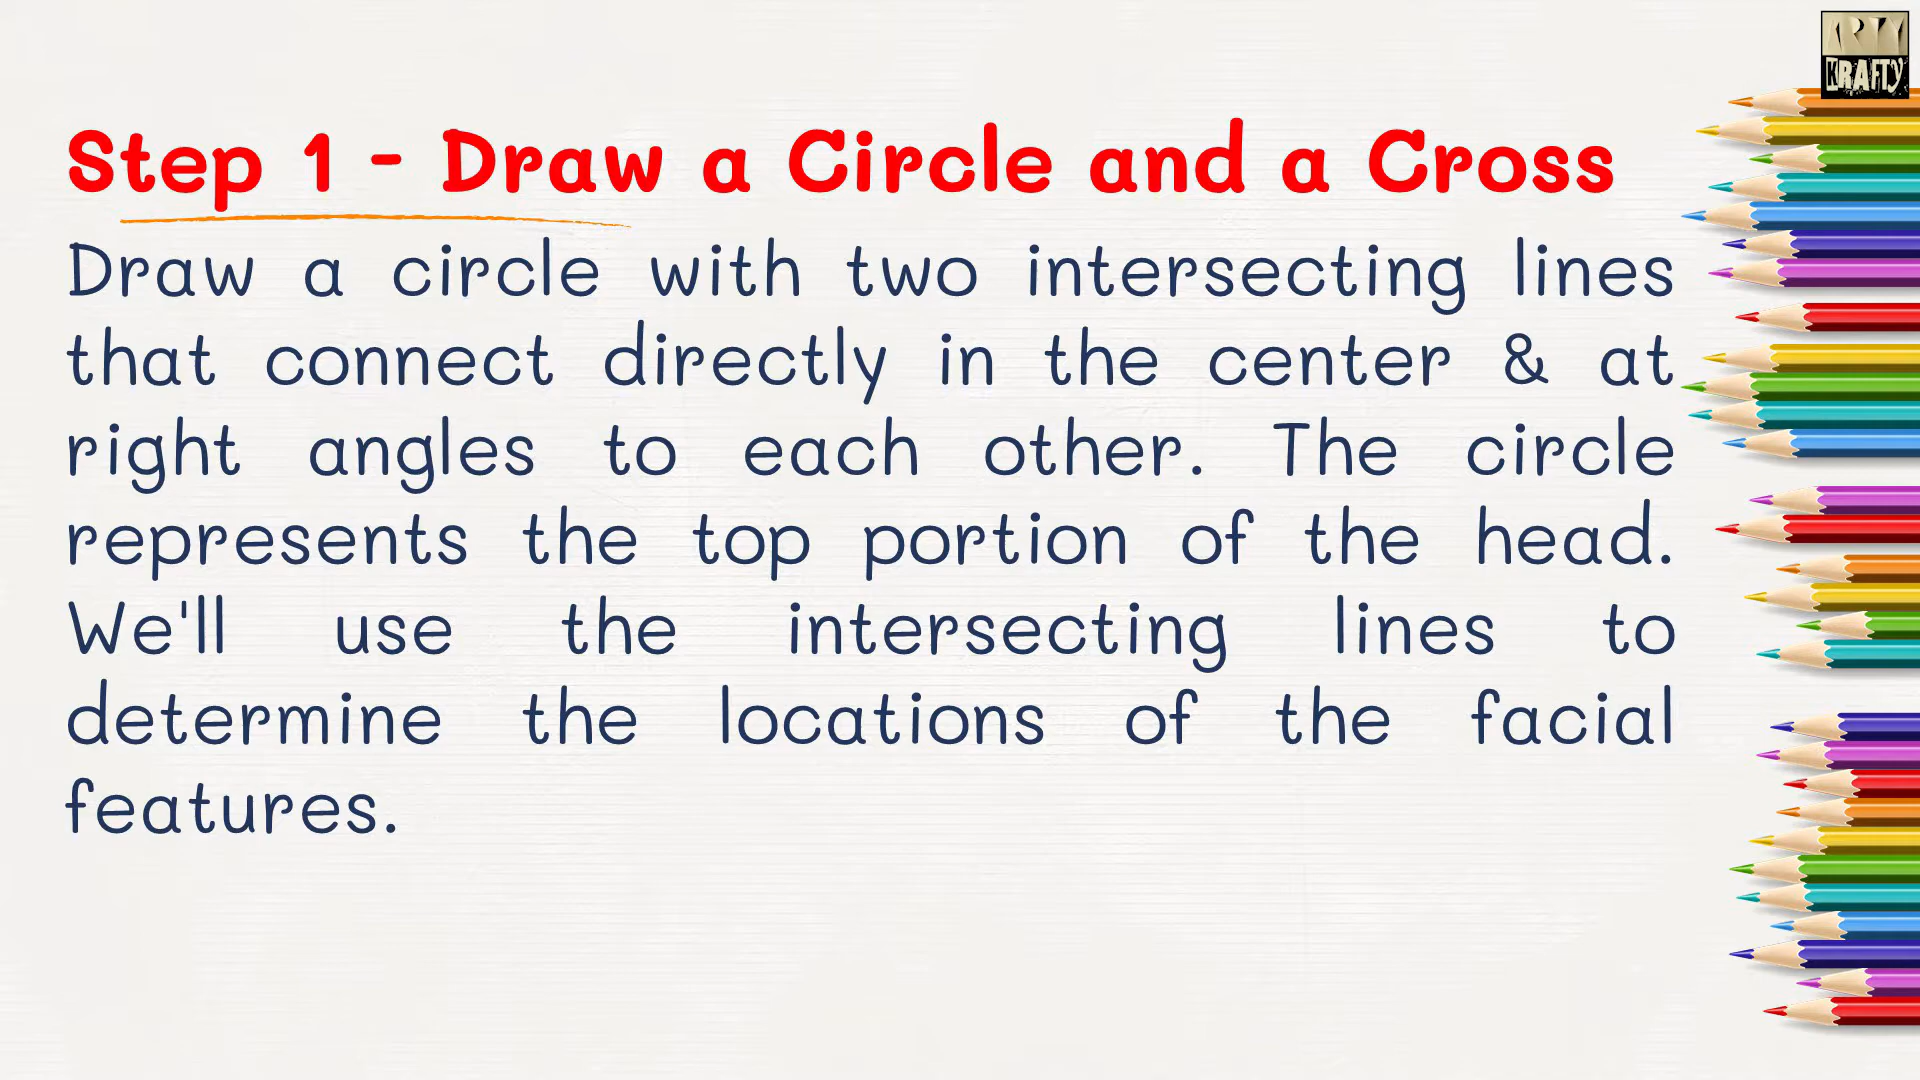 ARTY
KRAFTY
Step 1 - Draw a Circle and a Cross
Draw a circle with two intersecting lines
that connect directly in the center & at
right angles to each other. The circle
represents the top portion of the head.
We'll use the intersecting lines to
determine the locations of the facial
features.